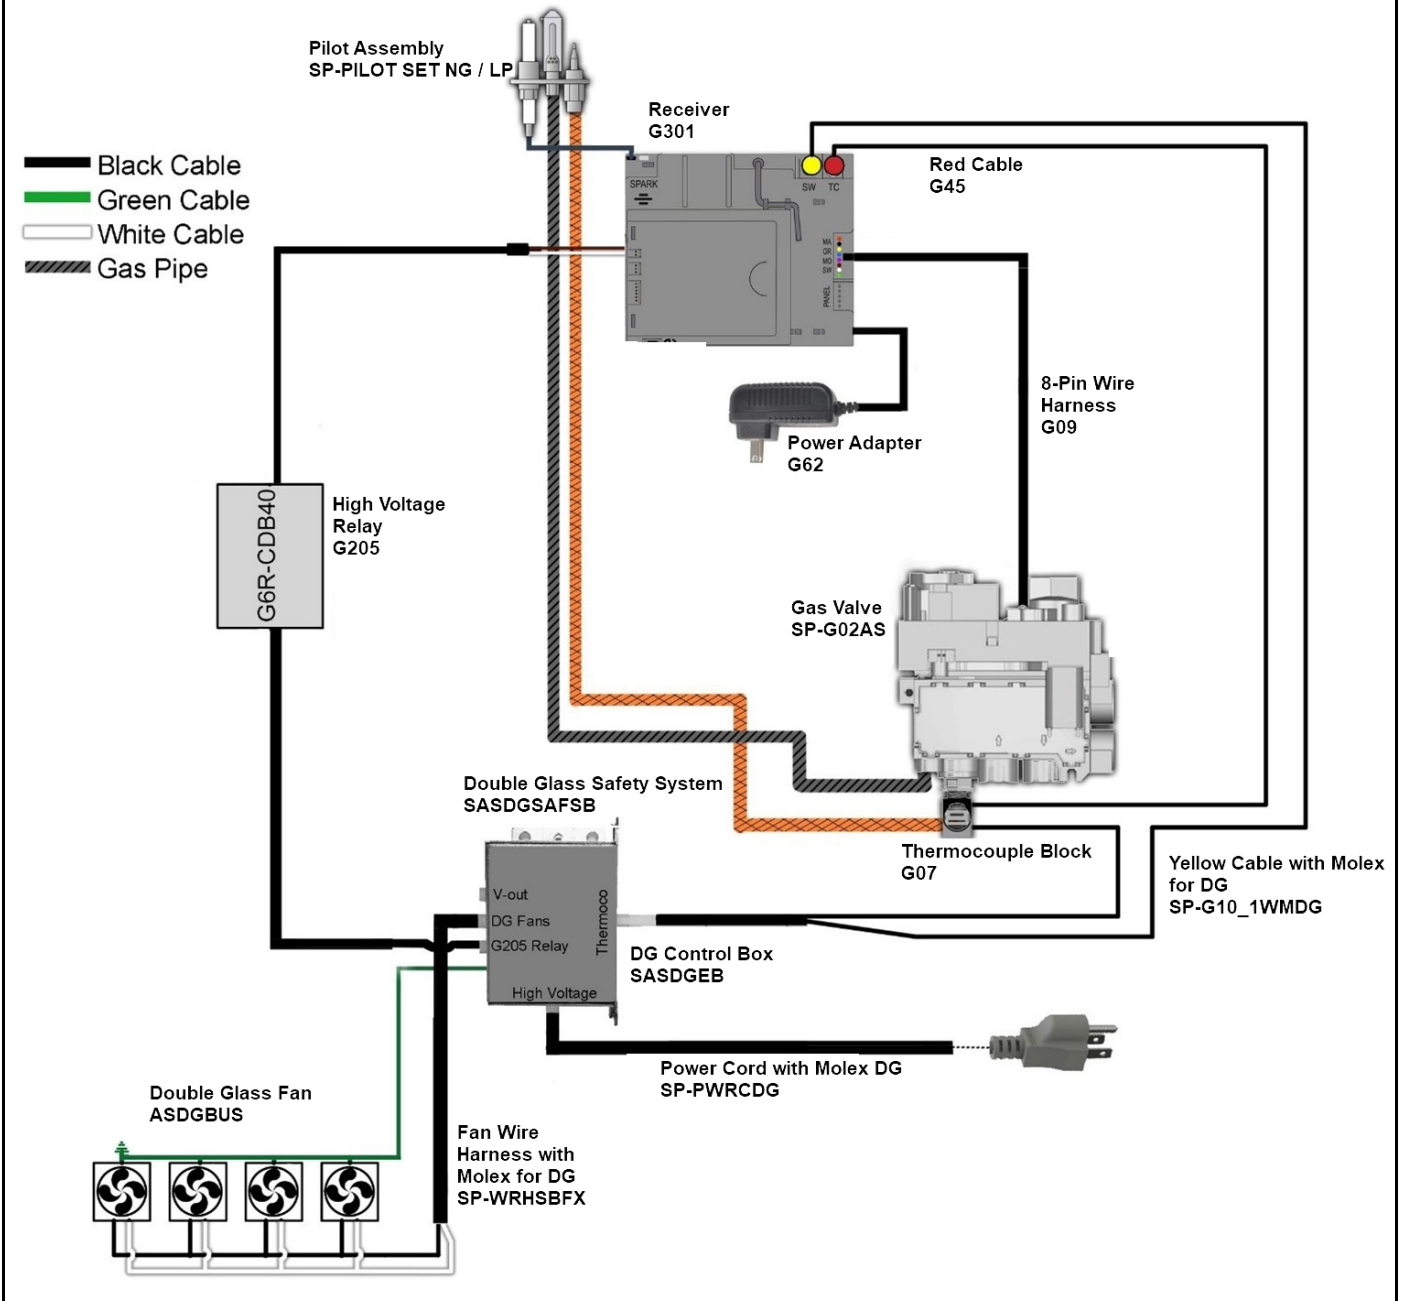 Pilot Assembly
SP-PILOT SET NG / LP
Receiver
G301
Black Cable
Green Cable
White Cable
Gas Pipe
SPARK
SW TC
Red Cable
G45
MA
GR
MO
SW
PANEL
8-Pin Wire
Harness
G09
Power Adapter
G62
G6R-CDB40
High Voltage
Relay
G205
Gas Valve
SP-G02AS
Double Glass Safety System
SASDGSAFSB
Thermocouple Block
G07
Yellow Cable with Molex
for DG
SP-G10_1WMDG
V-out
DG Fans
G205 Relay
Thermoco
High Voltage
DG Control Box
SASDGEB
Power Cord with Molex DG
SP-PWRCDG
Double Glass Fan
ASDGBUS
Fan Wire
Harness with
Molex for DG
SP-WRHSBFX